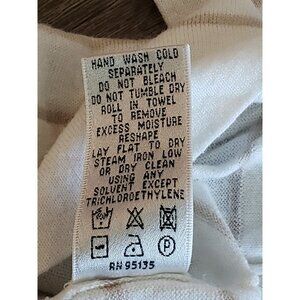 HAND WASH COLD
SEPARATELY
DO NOT BLEACH
DO NOT TUMBLE DRY
ROLL IN TOWEL
TO REMOVE
EXCESS MOISTURE
RESHAPE
LAY FLAT TO DRY
STEAM IRON LOW
OR DRY CLEAN
USING ANY
SOLVENT EXCEPT
TRICHLOROETHYLENE
P
RN 95135